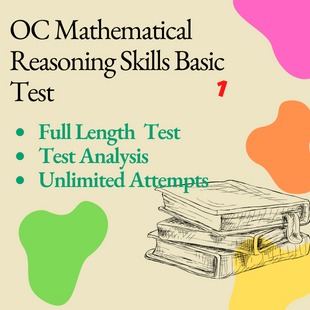 OC Mathematical
Reasoning Skills Basic
Test
1
• Full Length Test
• Test Analysis
• Unlimited Attempts